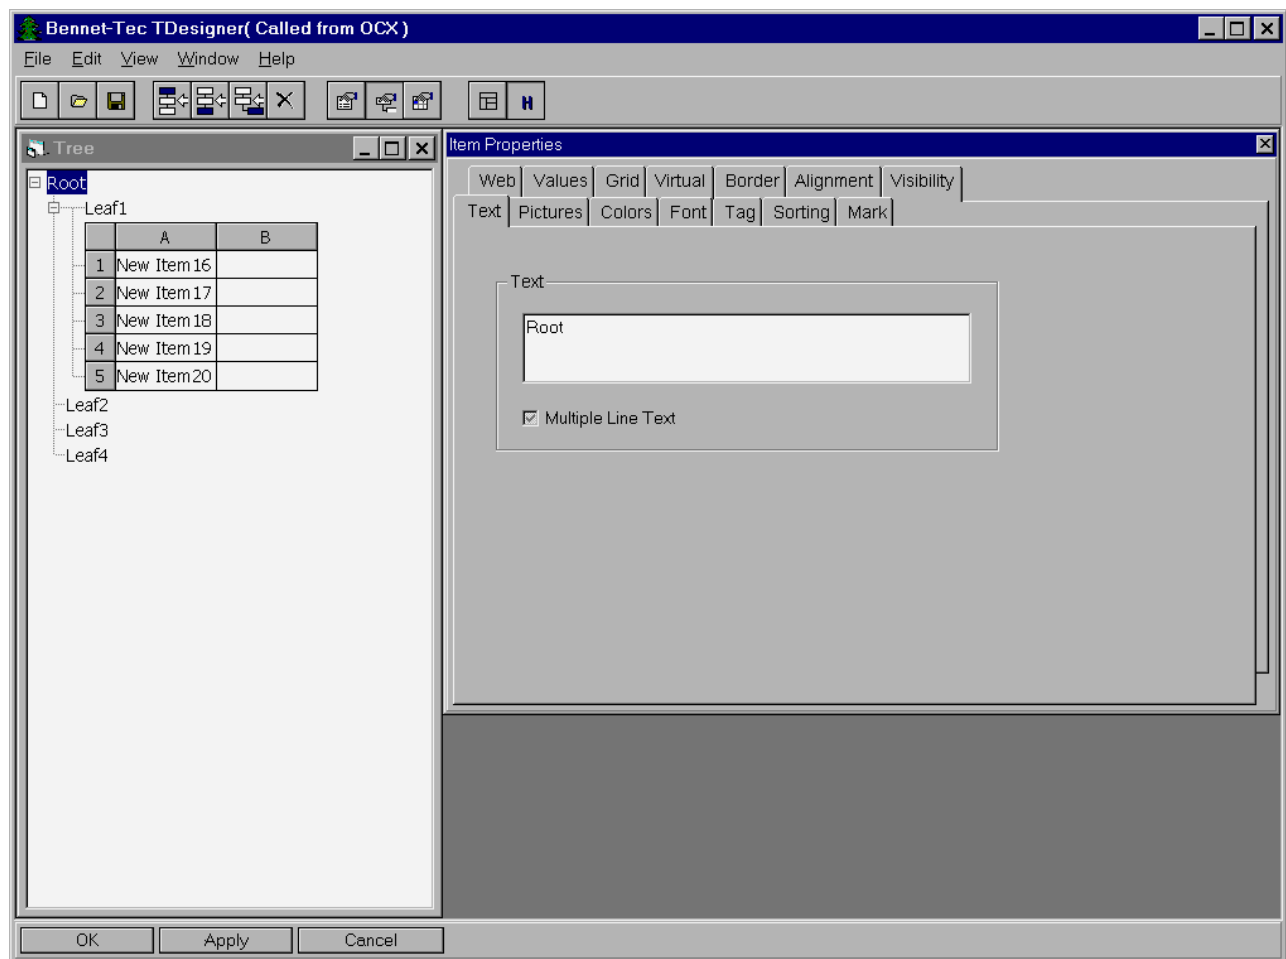 Bennet-Tec TDesigner( Called from OCX )
File Edit View Window Help
H
Tree
Root
Leaf1
A B
1 New Item16
2 New Item17
3 New Item18
4 New Item19
5 New Item20
Leaf2
Leaf3
Leaf4
Item Properties
Web Values Grid Virtual Border Alignment Visibility
Text Pictures Colors Font Tag Sorting Mark
Text
Root
Multiple Line Text
OK Apply Cancel